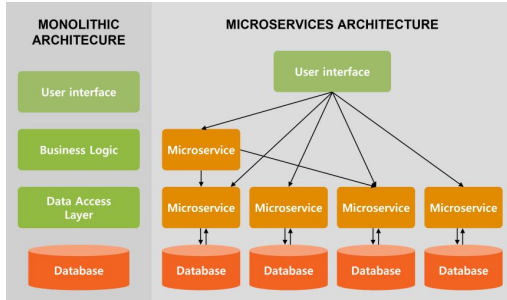 MONOLITHIC
ARCHITECURE
User interface
Business Logic
Data Access
Layer
Database
MICROSERVICES ARCHITECTURE
User interface
Microservice
Microservice
Microservice
Microservice
Microservice
Database
Database
Database
Database